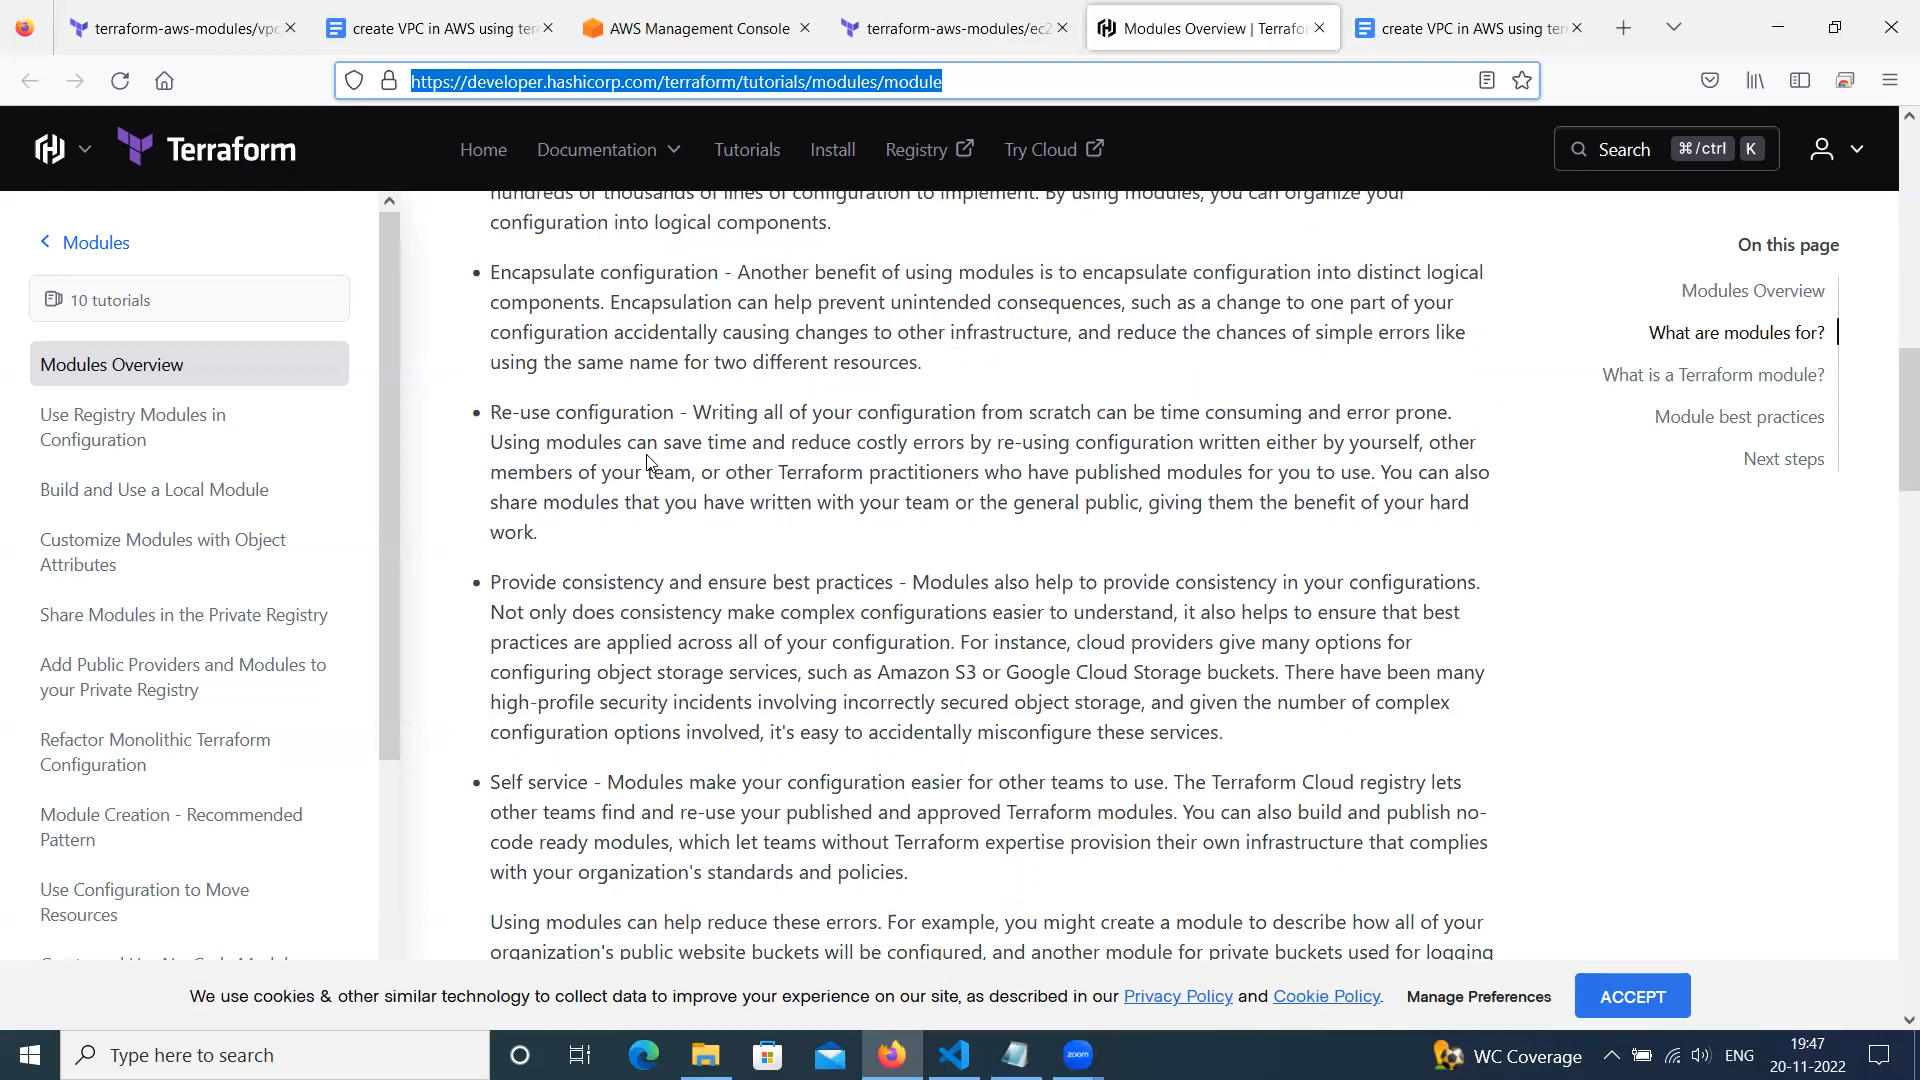 terraform-aws-modules/vpc
create VPC in AWS using ter
AWS Management Console
terraform-aws-modules/ec2
Modules Overview | Terrafo
create VPC in AWS using ter
https://developer.hashicorp.com/terraform/tutorials/modules/module
Terraform
Home
Documentation
Tutorials
Install
Registry
Try Cloud
Search
⌘/ctrl
K
Modules
10 tutorials
Modules Overview
Use Registry Modules in
Configuration
Build and Use a Local Module
Customize Modules with Object
Attributes
Share Modules in the Private Registry
Add Public Providers and Modules to
your Private Registry
Refactor Monolithic Terraform
Configuration
Module Creation - Recommended
Pattern
Use Configuration to Move
Resources
hundreds or thousands of lines of configuration to implement. By using modules, you can organize your
configuration into logical components.
• Encapsulate configuration - Another benefit of using modules is to encapsulate configuration into distinct logical
components. Encapsulation can help prevent unintended consequences, such as a change to one part of your
configuration accidentally causing changes to other infrastructure, and reduce the chances of simple errors like
using the same name for two different resources.
• Re-use configuration - Writing all of your configuration from scratch can be time consuming and error prone.
Using modules can save time and reduce costly errors by re-using configuration written either by yourself, other
members of your team, or other Terraform practitioners who have published modules for you to use. You can also
share modules that you have written with your team or the general public, giving them the benefit of your hard
work.
• Provide consistency and ensure best practices - Modules also help to provide consistency in your configurations.
Not only does consistency make complex configurations easier to understand, it also helps to ensure that best
practices are applied across all of your configuration. For instance, cloud providers give many options for
configuring object storage services, such as Amazon S3 or Google Cloud Storage buckets. There have been many
high-profile security incidents involving incorrectly secured object storage, and given the number of complex
configuration options involved, it's easy to accidentally misconfigure these services.
• Self service - Modules make your configuration easier for other teams to use. The Terraform Cloud registry lets
other teams find and re-use your published and approved Terraform modules. You can also build and publish no-
code ready modules, which let teams without Terraform expertise provision their own infrastructure that complies
with your organization's standards and policies.
Using modules can help reduce these errors. For example, you might create a module to describe how all of your
organization's public website buckets will be configured, and another module for private buckets used for logging
On this page
Modules Overview
What are modules for?
What is a Terraform module?
Module best practices
Next steps
We use cookies & other similar technology to collect data to improve your experience on our site, as described in our Privacy Policy and Cookie Policy.
Manage Preferences
ACCEPT
Type here to search
zoom
WC Coverage
ENG
19:47
20-11-2022